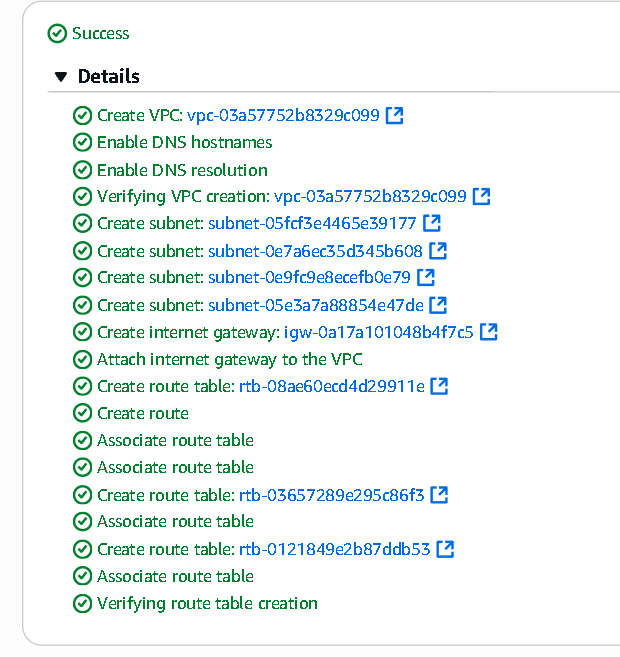 Success
Details
Create VPC: vpc-03a57752b8329c099
Enable DNS hostnames
Enable DNS resolution
Verifying VPC creation: vpc-03a57752b8329c099
Create subnet: subnet-05fcf3e4465e39177
Create subnet: subnet-0e7a6ec35d345b608
Create subnet: subnet-0e9fc9e8ecefb0e79
Create subnet: subnet-05e3a7a88854e47de
Create internet gateway: igw-0a17a101048b4f7c5
Attach internet gateway to the VPC
Create route table: rtb-08ae60ecd4d29911e
Create route
Associate route table
Associate route table
Create route table: rtb-03657289e295c86f3
Associate route table
Create route table: rtb-0121849e2b87ddb53
Associate route table
Verifying route table creation